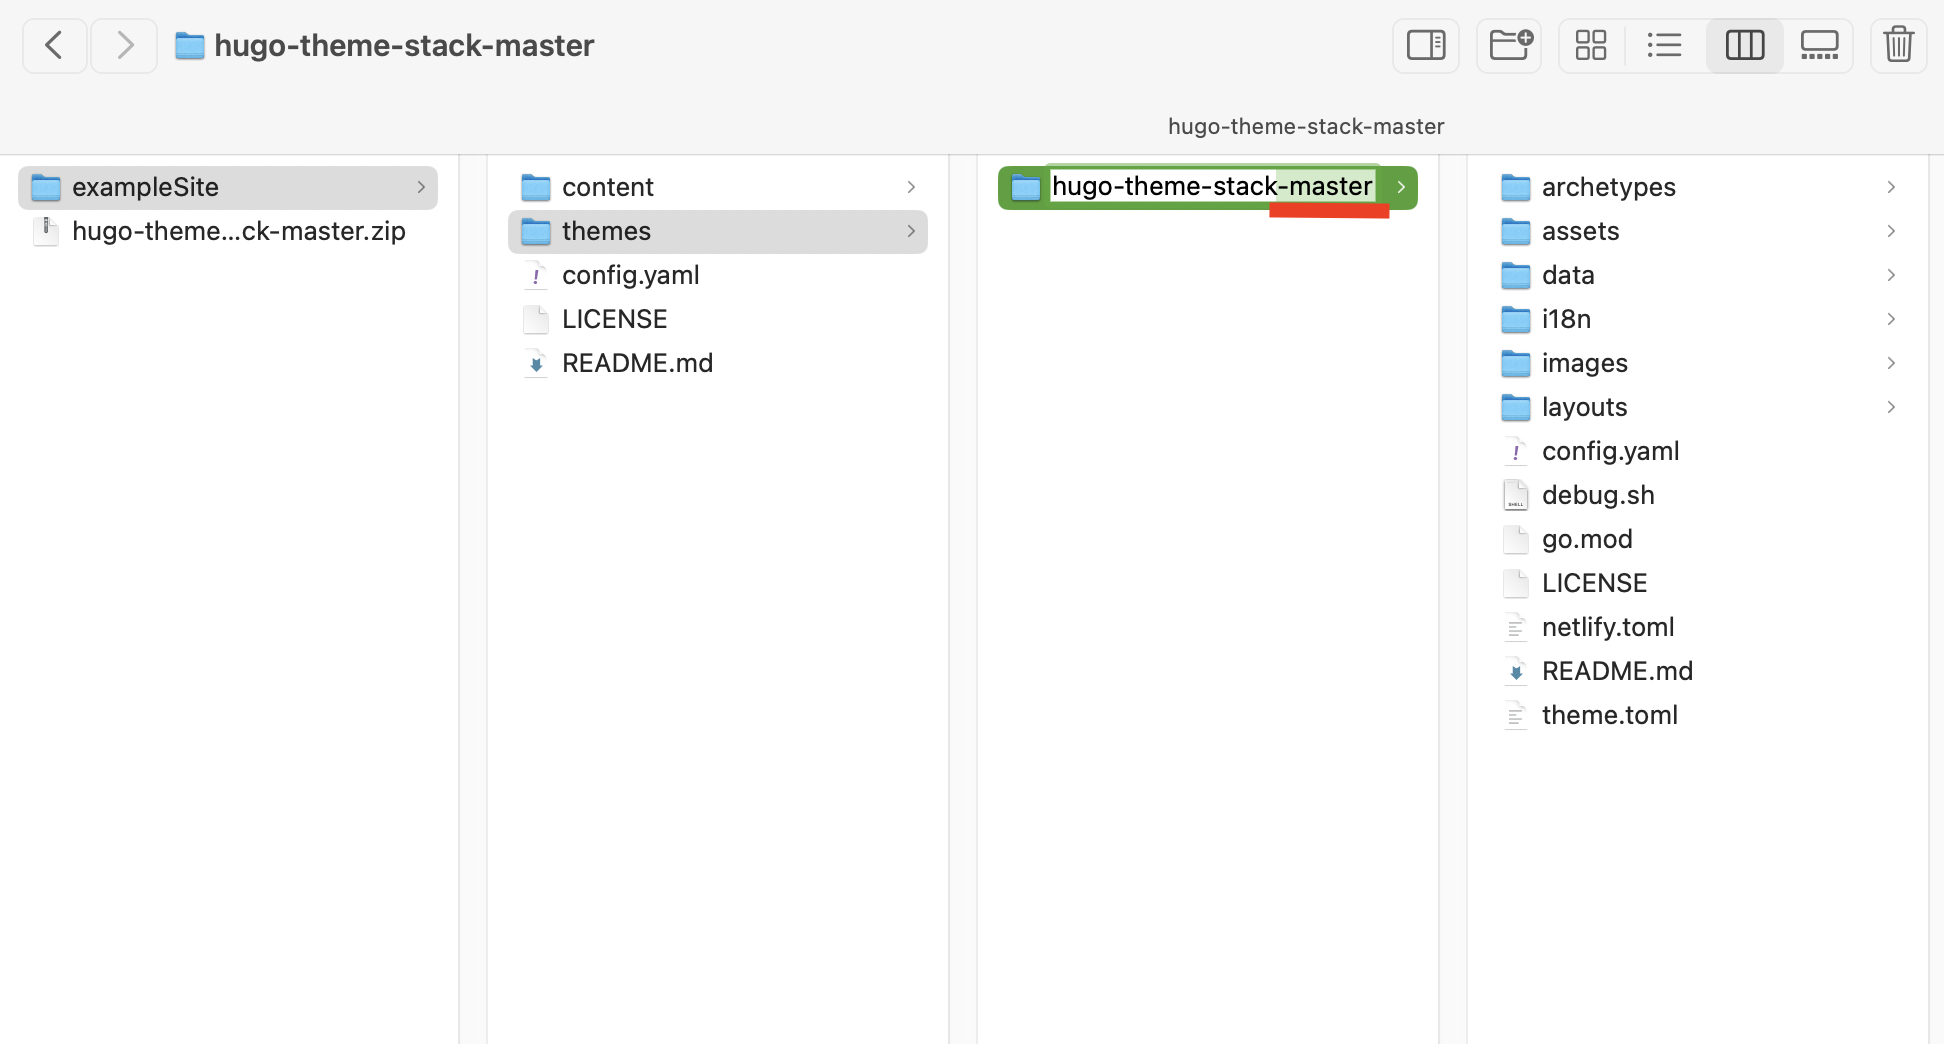 hugo-theme-stack-master
hugo-theme-stack-master
exampleSite
hugo-theme...ck-master.zip
content
themes
config.yaml
LICENSE
README.md
hugo-theme-stack-master
archetypes
assets
data
i18n
images
layouts
config.yaml
debug.sh
go.mod
LICENSE
netlify.toml
README.md
theme.toml